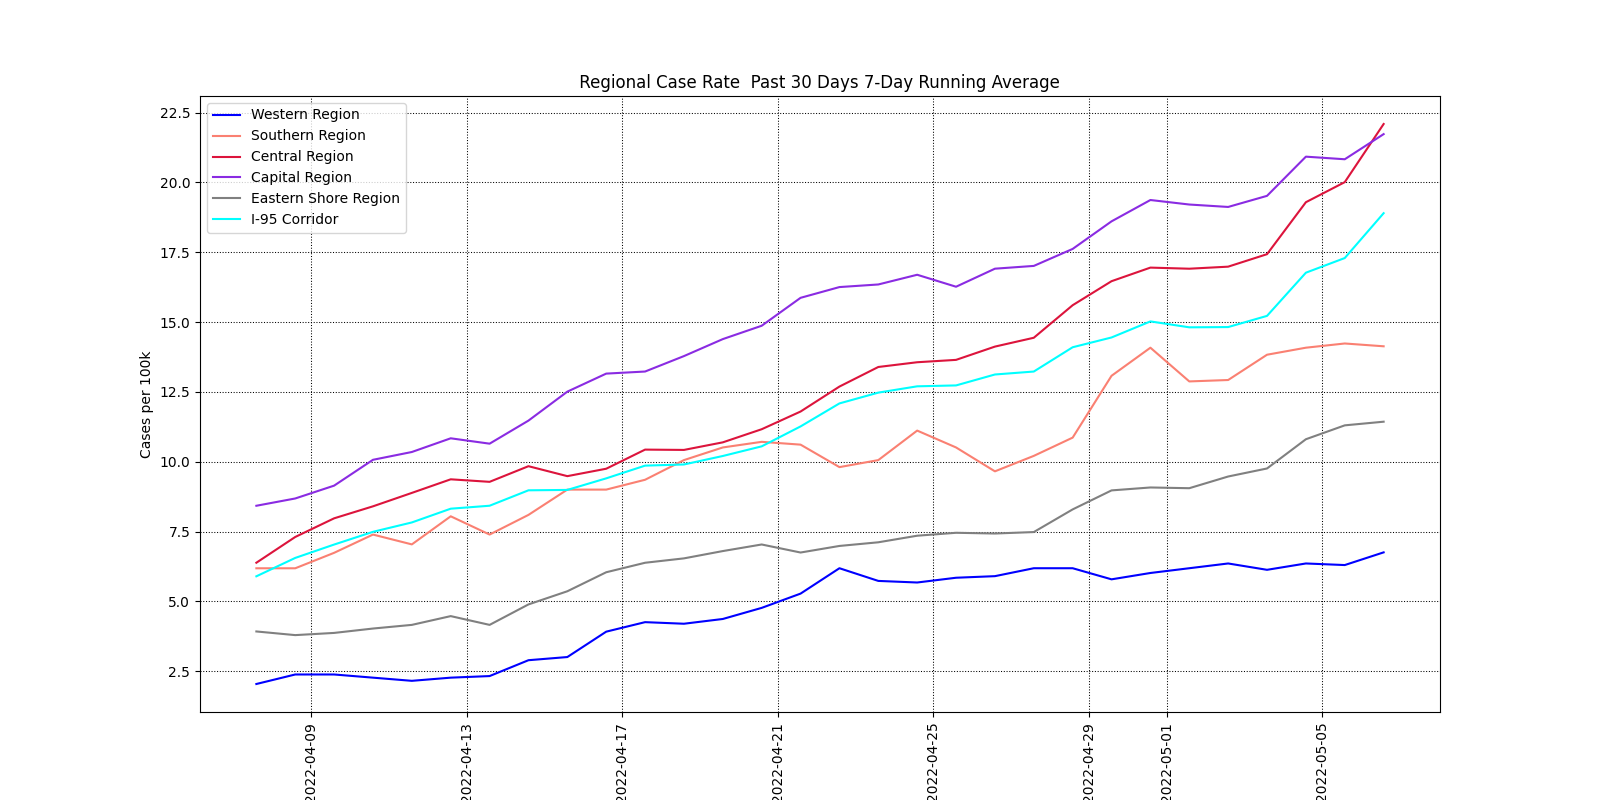 Regional Case Rate  Past 30 Days 7-Day Running Average
Western Region
Southern Region
Central Region
Capital Region
Eastern Shore Region
I-95 Corridor
Cases per 100k
22.5
20.0
17.5
15.0
12.5
10.0
7.5
5.0
2.5
2022-04-09
2022-04-13
2022-04-17
2022-04-21
2022-04-25
2022-04-29
2022-05-01
2022-05-05